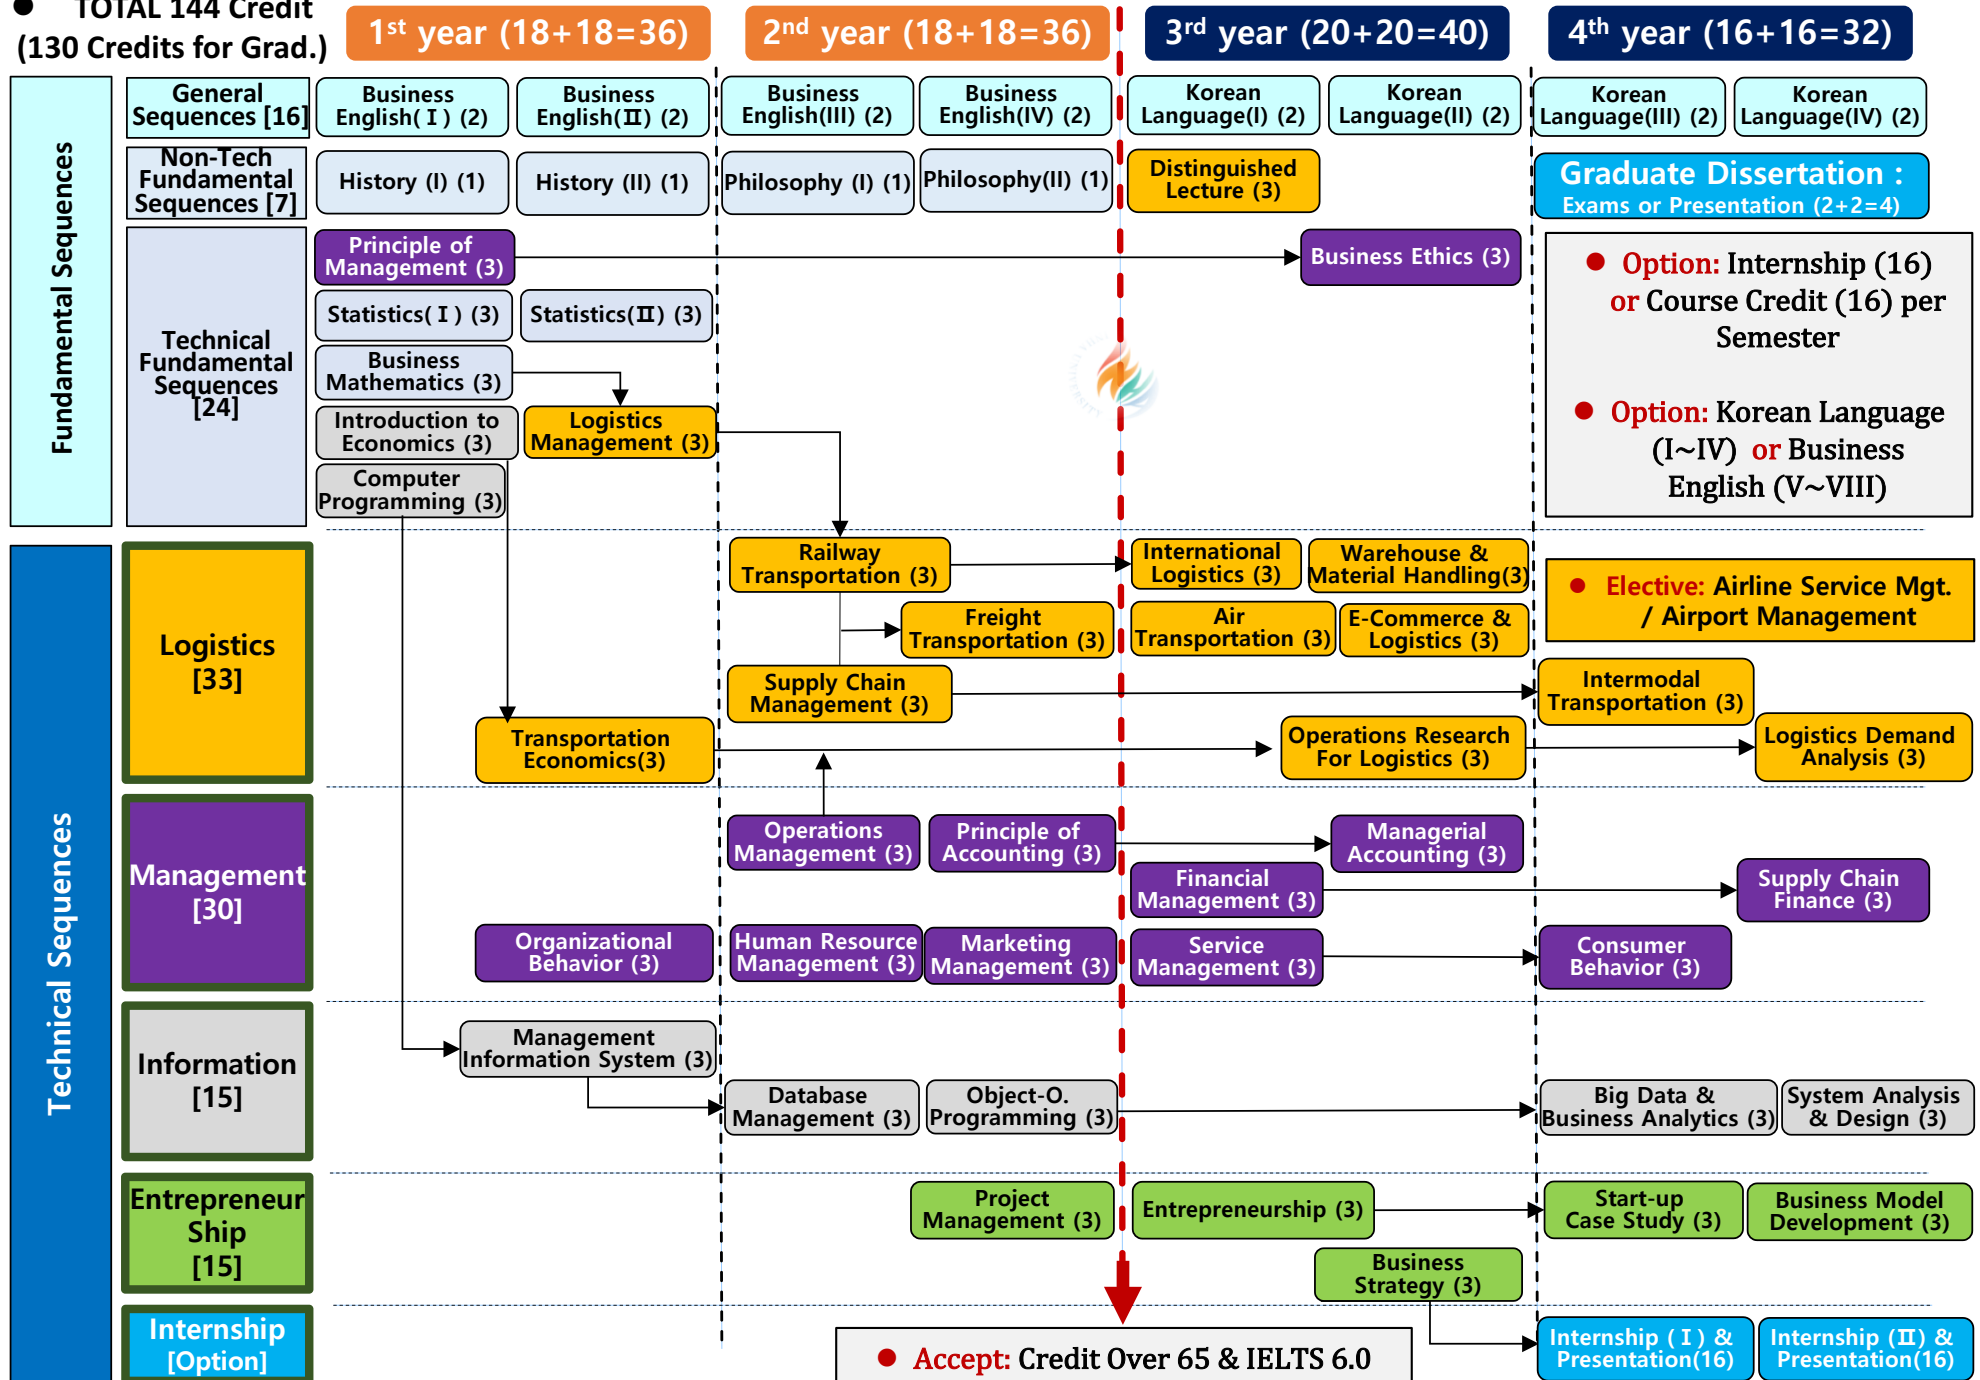 ● TOTAL 144 Credit
(130 Credits for Grad.)
1st year (18+18=36)
2nd year (18+18=36)
3rd year (20+20=40)
4th year (16+16=32)
Fundamental Sequences
General
Sequences [16]
Business
English(Ⅰ) (2)
Business
English(Ⅱ) (2)
Business
English(III) (2)
Business
English(IV) (2)
Korean
Language(I) (2)
Korean
Language(II) (2)
Korean
Language(III) (2)
Korean
Language(IV) (2)
Non-Tech
Fundamental
Sequences [7]
History (I) (1)
History (II) (1)
Philosophy (I) (1)
Philosophy(II) (1)
Distinguished
Lecture (3)
Graduate Dissertation :
Exams or Presentation (2+2=4)
Technical
Fundamental
Sequences
[24]
Principle of
Management (3)
Business Ethics (3)
Statistics(Ⅰ) (3)
Statistics(Ⅱ) (3)
Business
Mathematics (3)
Introduction to
Economics (3)
Logistics
Management (3)
Computer
Programming (3)
● Option: Internship (16)
or Course Credit (16) per
Semester
● Option: Korean Language
(I~IV) or Business
English (V~VIII)
Technical Sequences
Logistics
[33]
Railway
Transportation (3)
International
Logistics (3)
Warehouse &
Material Handling(3)
● Elective: Airline Service Mgt.
/ Airport Management
Freight
Transportation (3)
Air
Transportation (3)
E-Commerce &
Logistics (3)
Supply Chain
Management (3)
Intermodal
Transportation (3)
Transportation
Economics(3)
Operations Research
For Logistics (3)
Logistics Demand
Analysis (3)
Management
[30]
Operations
Management (3)
Principle of
Accounting (3)
Managerial
Accounting (3)
Financial
Management (3)
Supply Chain
Finance (3)
Organizational
Behavior (3)
Human Resource
Management (3)
Marketing
Management (3)
Service
Management (3)
Consumer
Behavior (3)
Information
[15]
Management
Information System (3)
Database
Management (3)
Object-O.
Programming (3)
Big Data &
Business Analytics (3)
System Analysis
& Design (3)
Entrepreneur
Ship
[15]
Project
Management (3)
Entrepreneurship (3)
Start-up
Case Study (3)
Business Model
Development (3)
Business
Strategy (3)
Internship
[Option]
Internship (Ⅰ) &
Presentation(16)
Internship (Ⅱ) &
Presentation(16)
● Accept: Credit Over 65 & IELTS 6.0